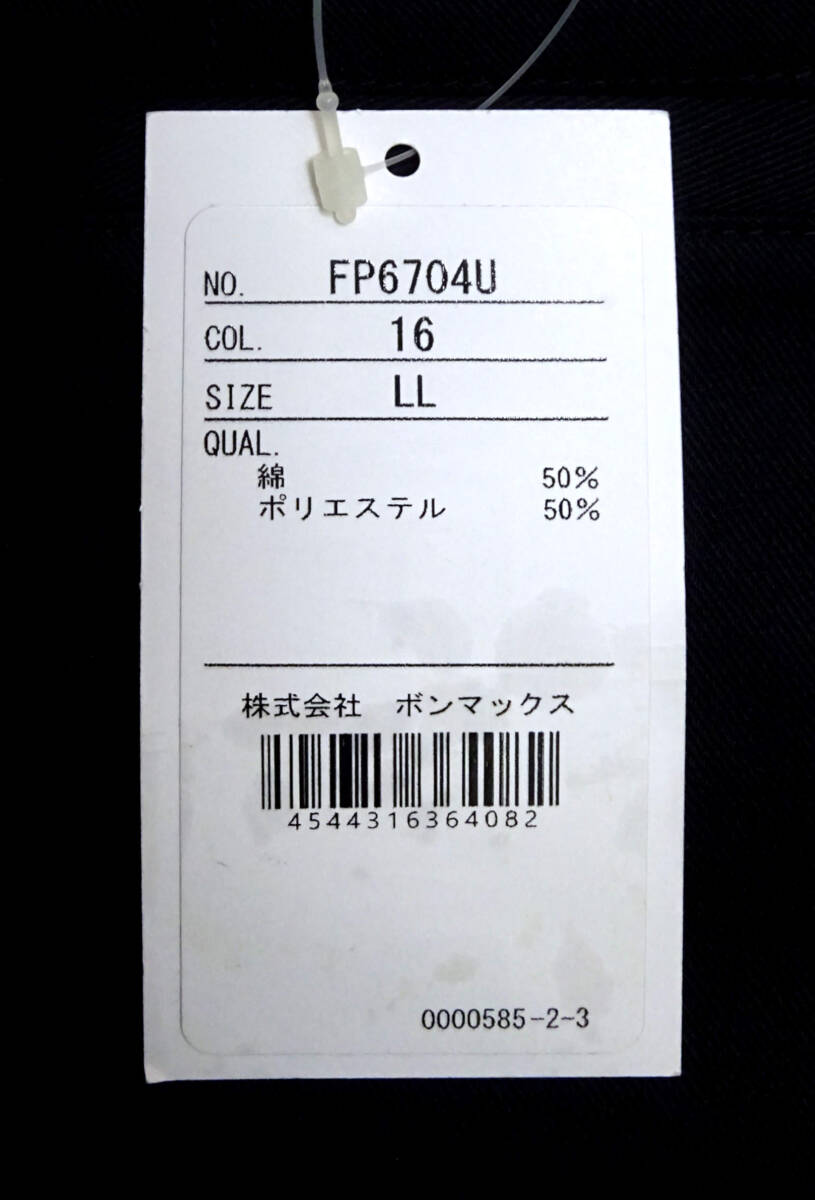 NO. FP6704U
COL. 16
SIZE LL
QUAL.
綿 50%
ポリエステル 50%
株式会社 ボンマックス
4544316364082
0000585-2-3